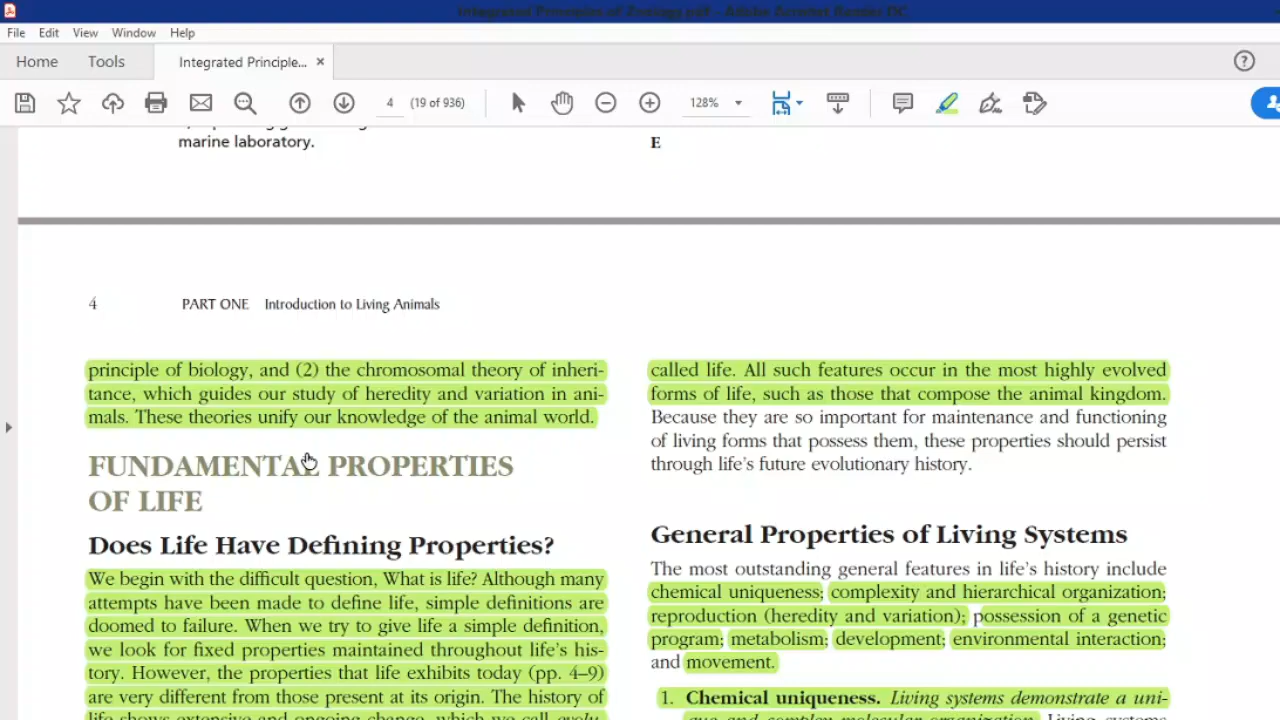 Integrated Principles of Zoology.pdf - Adobe Acrobat Reader DC
File Edit View Window Help
Home Tools Integrated Principle... ×
4 (19 of 936) 128%
marine laboratory.
E
4 PART ONE Introduction to Living Animals
principle of biology, and (2) the chromosomal theory of inheri-
tance, which guides our study of heredity and variation in ani-
mals. These theories unify our knowledge of the animal world.
FUNDAMENTAL PROPERTIES
OF LIFE
Does Life Have Defining Properties?
We begin with the difficult question, What is life? Although many
attempts have been made to define life, simple definitions are
doomed to failure. When we try to give life a simple definition,
we look for fixed properties maintained throughout life's his-
tory. However, the properties that life exhibits today (pp. 4–9)
are very different from those present at its origin. The history of
life shows extensive and ongoing change, which we call evolu-
called life. All such features occur in the most highly evolved
forms of life, such as those that compose the animal kingdom.
Because they are so important for maintenance and functioning
of living forms that possess them, these properties should persist
through life's future evolutionary history.
General Properties of Living Systems
The most outstanding general features in life's history include
chemical uniqueness; complexity and hierarchical organization;
reproduction (heredity and variation); possession of a genetic
program; metabolism; development; environmental interaction;
and movement.
1. Chemical uniqueness. Living systems demonstrate a uni-
que and complex molecular organization. Living systems